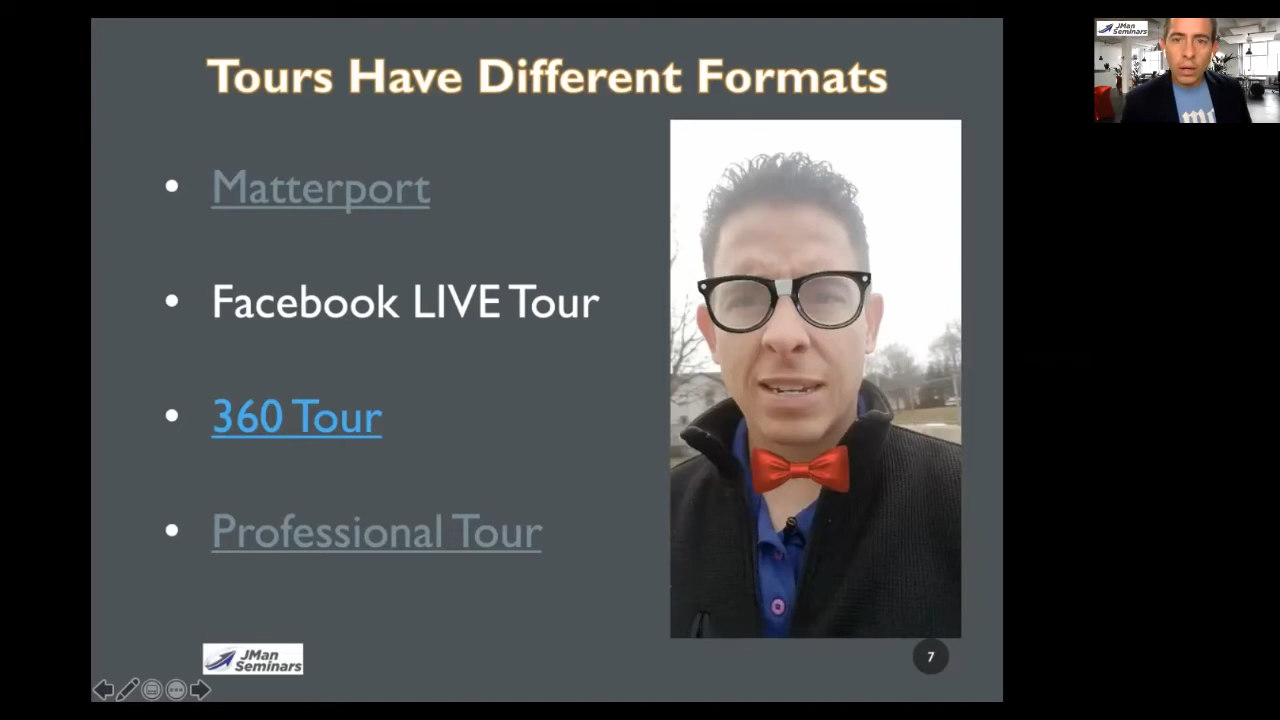 Tours Have Different Formats
JMan
Seminars
• Matterport
• Facebook LIVE Tour
• 360 Tour
• Professional Tour
JMan
Seminars
7